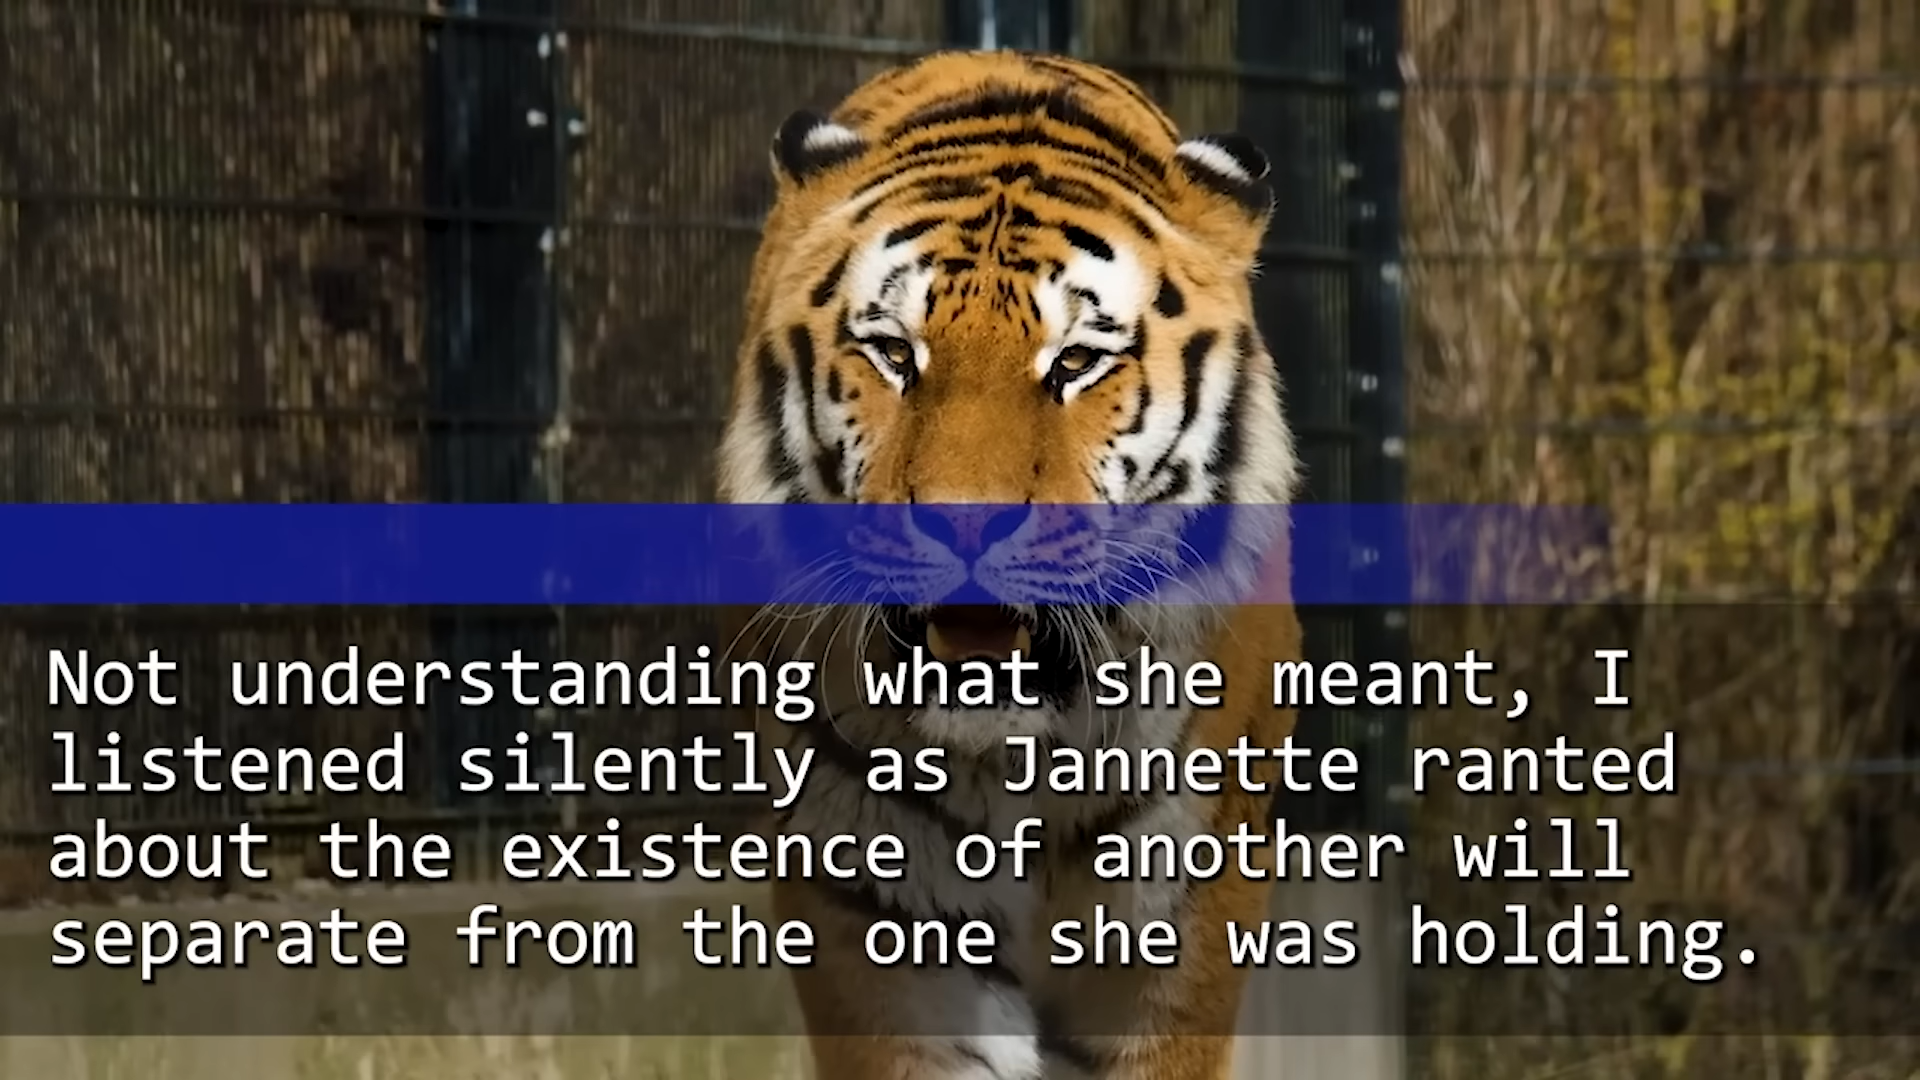 Not understanding what she meant, I
listened silently as Jannette ranted
about the existence of another will
separate from the one she was holding.